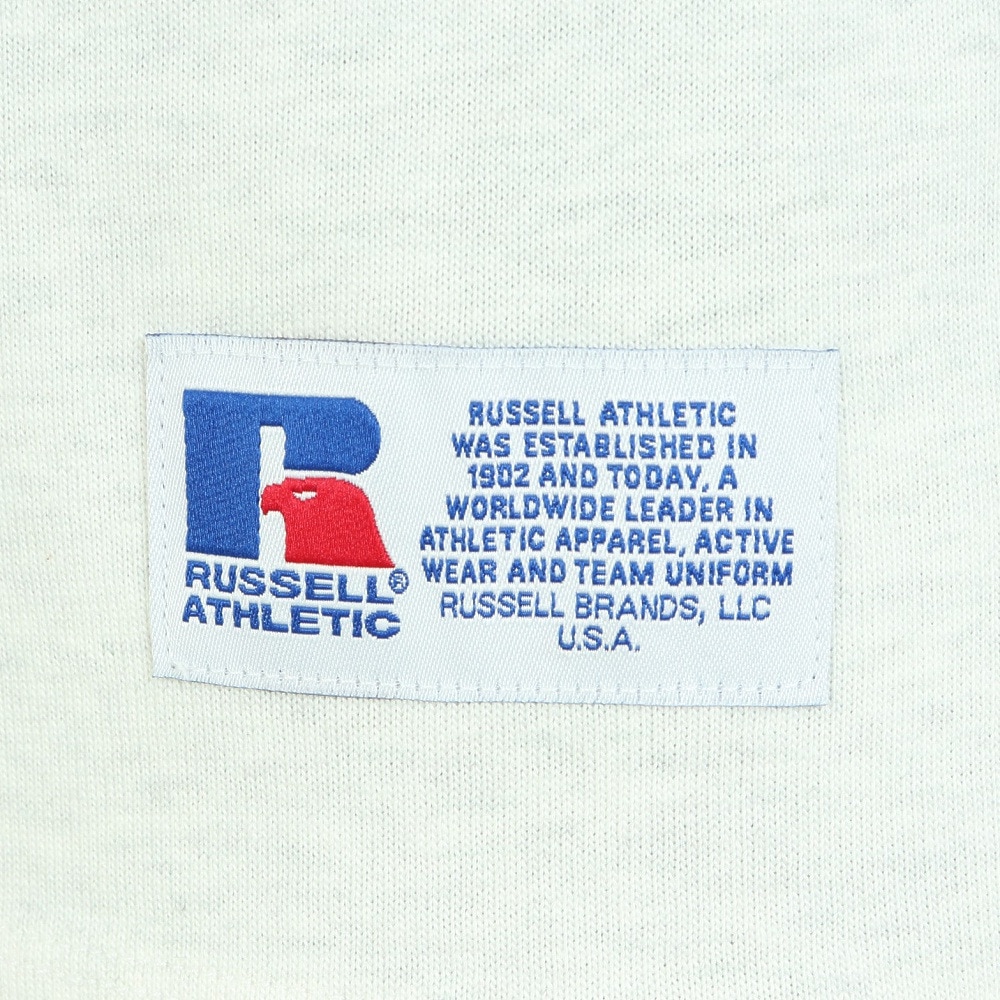 RUSSELL®
ATHLETIC
RUSSELL ATHLETIC
WAS ESTABLISHED IN
1902 AND TODAY, A
WORLDWIDE LEADER IN
ATHLETIC APPAREL, ACTIVE
WEAR AND TEAM UNIFORM
RUSSELL BRANDS, LLC
U.S.A.